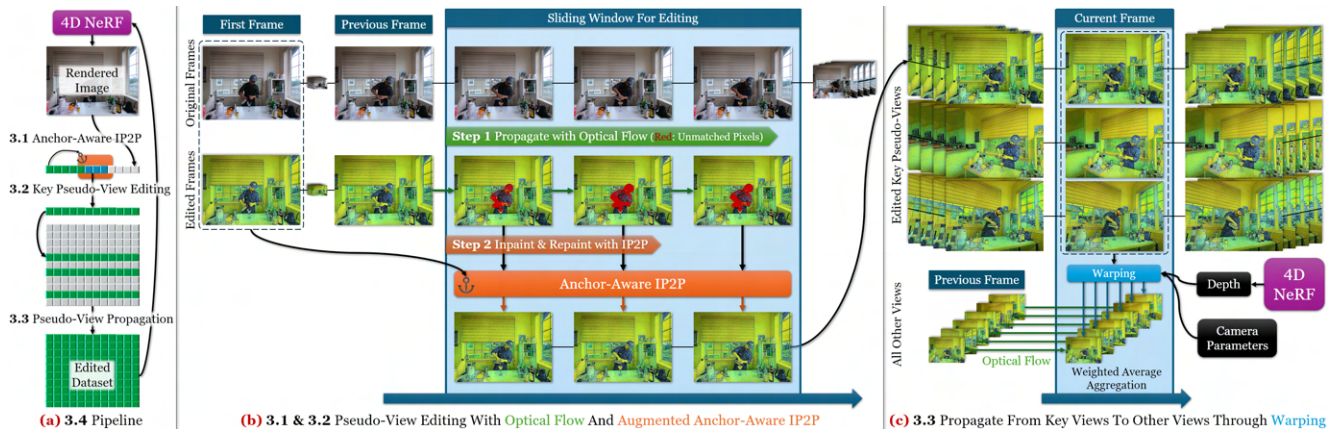 4D NeRF
Rendered
Image
3.1 Anchor-Aware IP2P
3.2 Key Pseudo-View Editing
3.3 Pseudo-View Propagation
Edited
Dataset
(a) 3.4 Pipeline
First Frame
Previous Frame
Sliding Window For Editing
Original Frames
Step 1 Propagate with Optical Flow (Red: Unmatched Pixels)
Edited Frames
Step 2 Inpaint & Repaint with IP2P
Anchor-Aware IP2P
(b) 3.1 & 3.2 Pseudo-View Editing With Optical Flow And Augmented Anchor-Aware IP2P
Current Frame
Edited Key Pseudo-Views
Warping
Previous Frame
Depth
4D
NeRF
Camera
Parameters
All Other Views
Optical Flow
Weighted Average
Aggregation
(c) 3.3 Propagate From Key Views To Other Views Through Warping